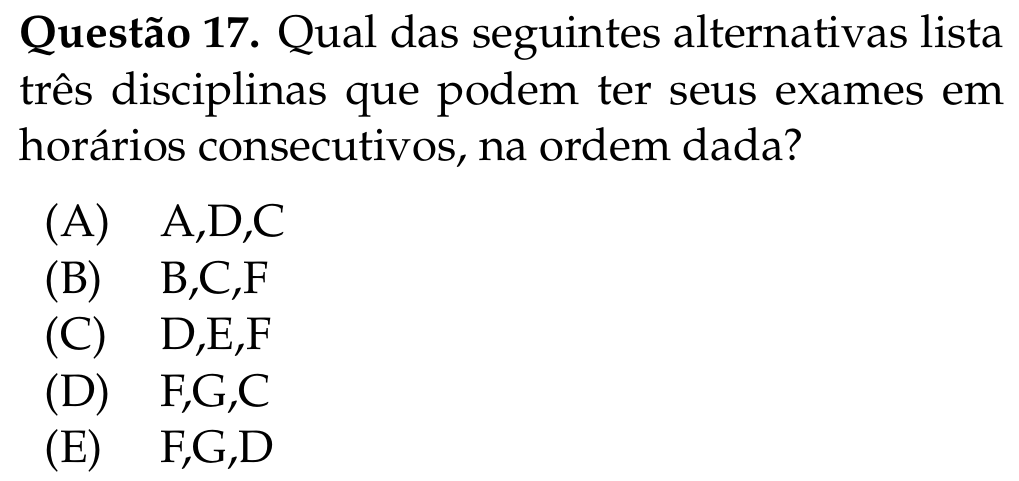 Questão 17. Qual das seguintes alternativas lista
três disciplinas que podem ter seus exames em
horários consecutivos, na ordem dada?
(A) A,D,C
(B) B,C,F
(C) D,E,F
(D) F,G,C
(E) F,G,D